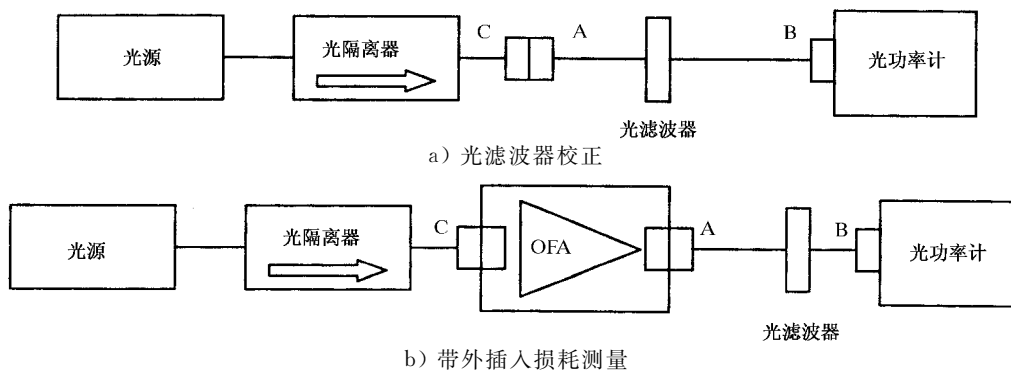 光源
光隔离器
C
A
B
光功率计
光滤波器
a）光滤波器校正
光源
光隔离器
C
OFA
A
B
光功率计
光滤波器
b）带外插入损耗测量